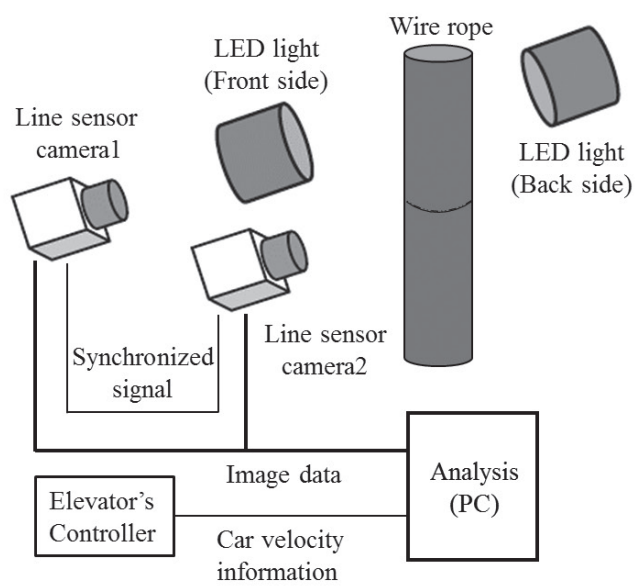 Wire rope
LED light
(Front side)
Line sensor
camera1
LED light
(Back side)
Line sensor
camera2
Synchronized
signal
Image data
Analysis
(PC)
Elevator's
Controller
Car velocity
information